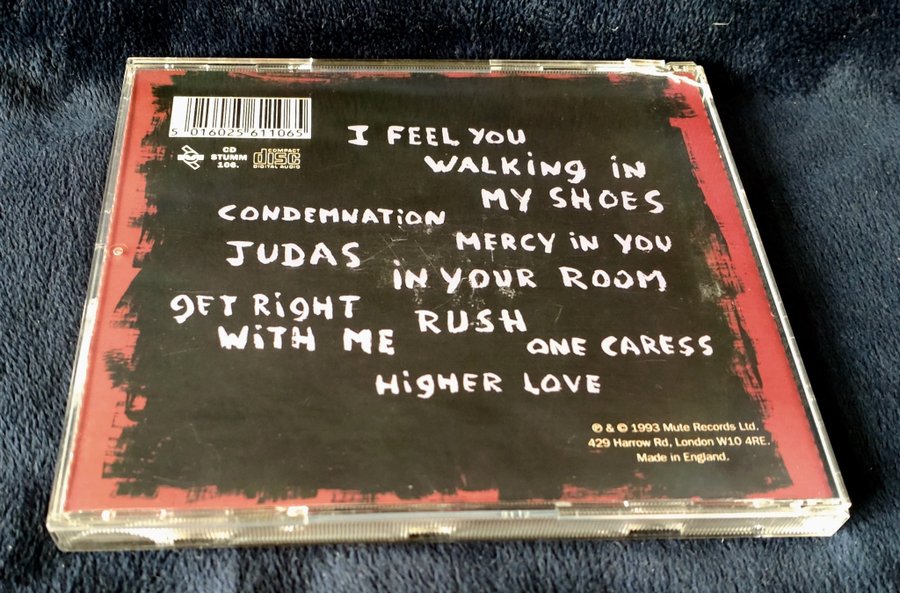 5 016025 611065
CD
STUMM
106.
COMPACT
disc
DIGITAL AUDIO
I FEEL YOU
WALKING IN
MY SHOES
CONDEMNATION
MERCY IN YOU
JUDAS
IN YOUR ROOM
GET RIGHT
WITH ME
RUSH
ONE CARESS
HIGHER LOVE
℗ & © 1993 Mute Records Ltd.
429 Harrow Rd, London W10 4RE.
Made in England.